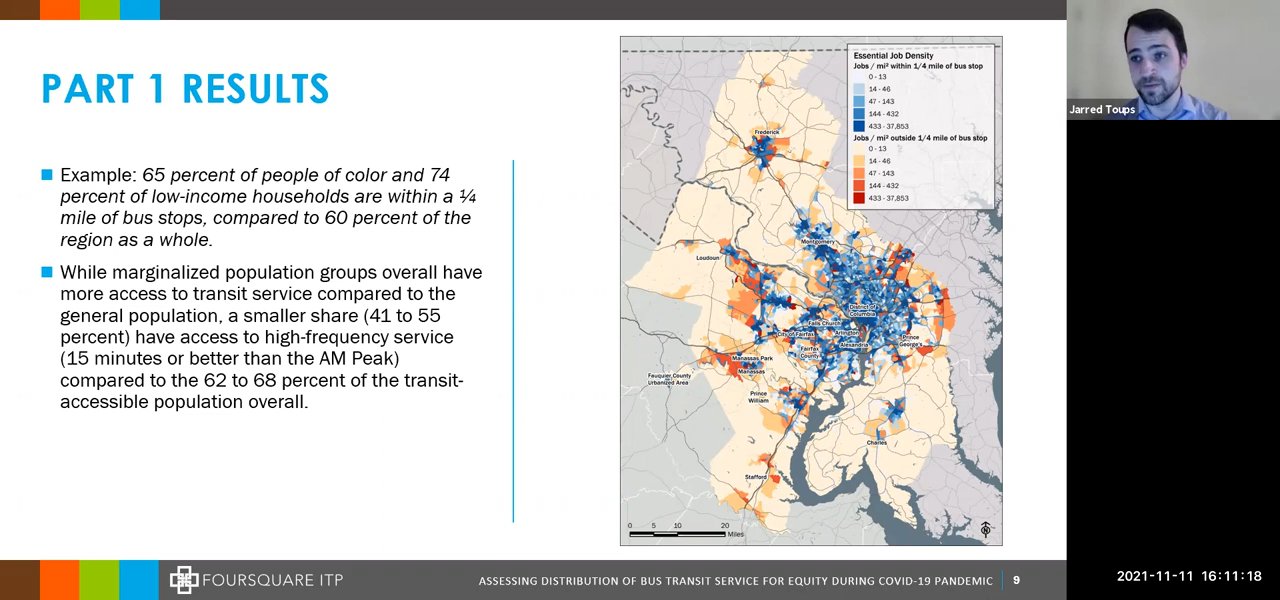 PART 1 RESULTS
Example: 65 percent of people of color and 74
percent of low-income households are within a ¼
mile of bus stops, compared to 60 percent of the
region as a whole.
While marginalized population groups overall have
more access to transit service compared to the
general population, a smaller share (41 to 55
percent) have access to high-frequency service
(15 minutes or better than the AM Peak)
compared to the 62 to 68 percent of the transit-
accessible population overall.
Essential Job Density
Jobs / mi² within 1/4 mile of bus stop
0 - 13
14 - 46
47 - 143
144 - 432
433 - 37,853
Jobs / mi² outside 1/4 mile of bus stop
0 - 13
14 - 46
47 - 143
144 - 432
433 - 37,853
Frederick
Montgomery
Loudoun
District of
Columbia
Falls Church
City of Fairfax
Arlington
Alexandria
Prince
George's
Fairfax
County
Manassas Park
Manassas
Fauquier County
Urbanized Area
Prince
William
Charles
Stafford
0 5 10 20
Miles
N
FOURSQUARE ITP
ASSESSING DISTRIBUTION OF BUS TRANSIT SERVICE FOR EQUITY DURING COVID-19 PANDEMIC
9
Jarred Toups
2021-11-11 16:11:18